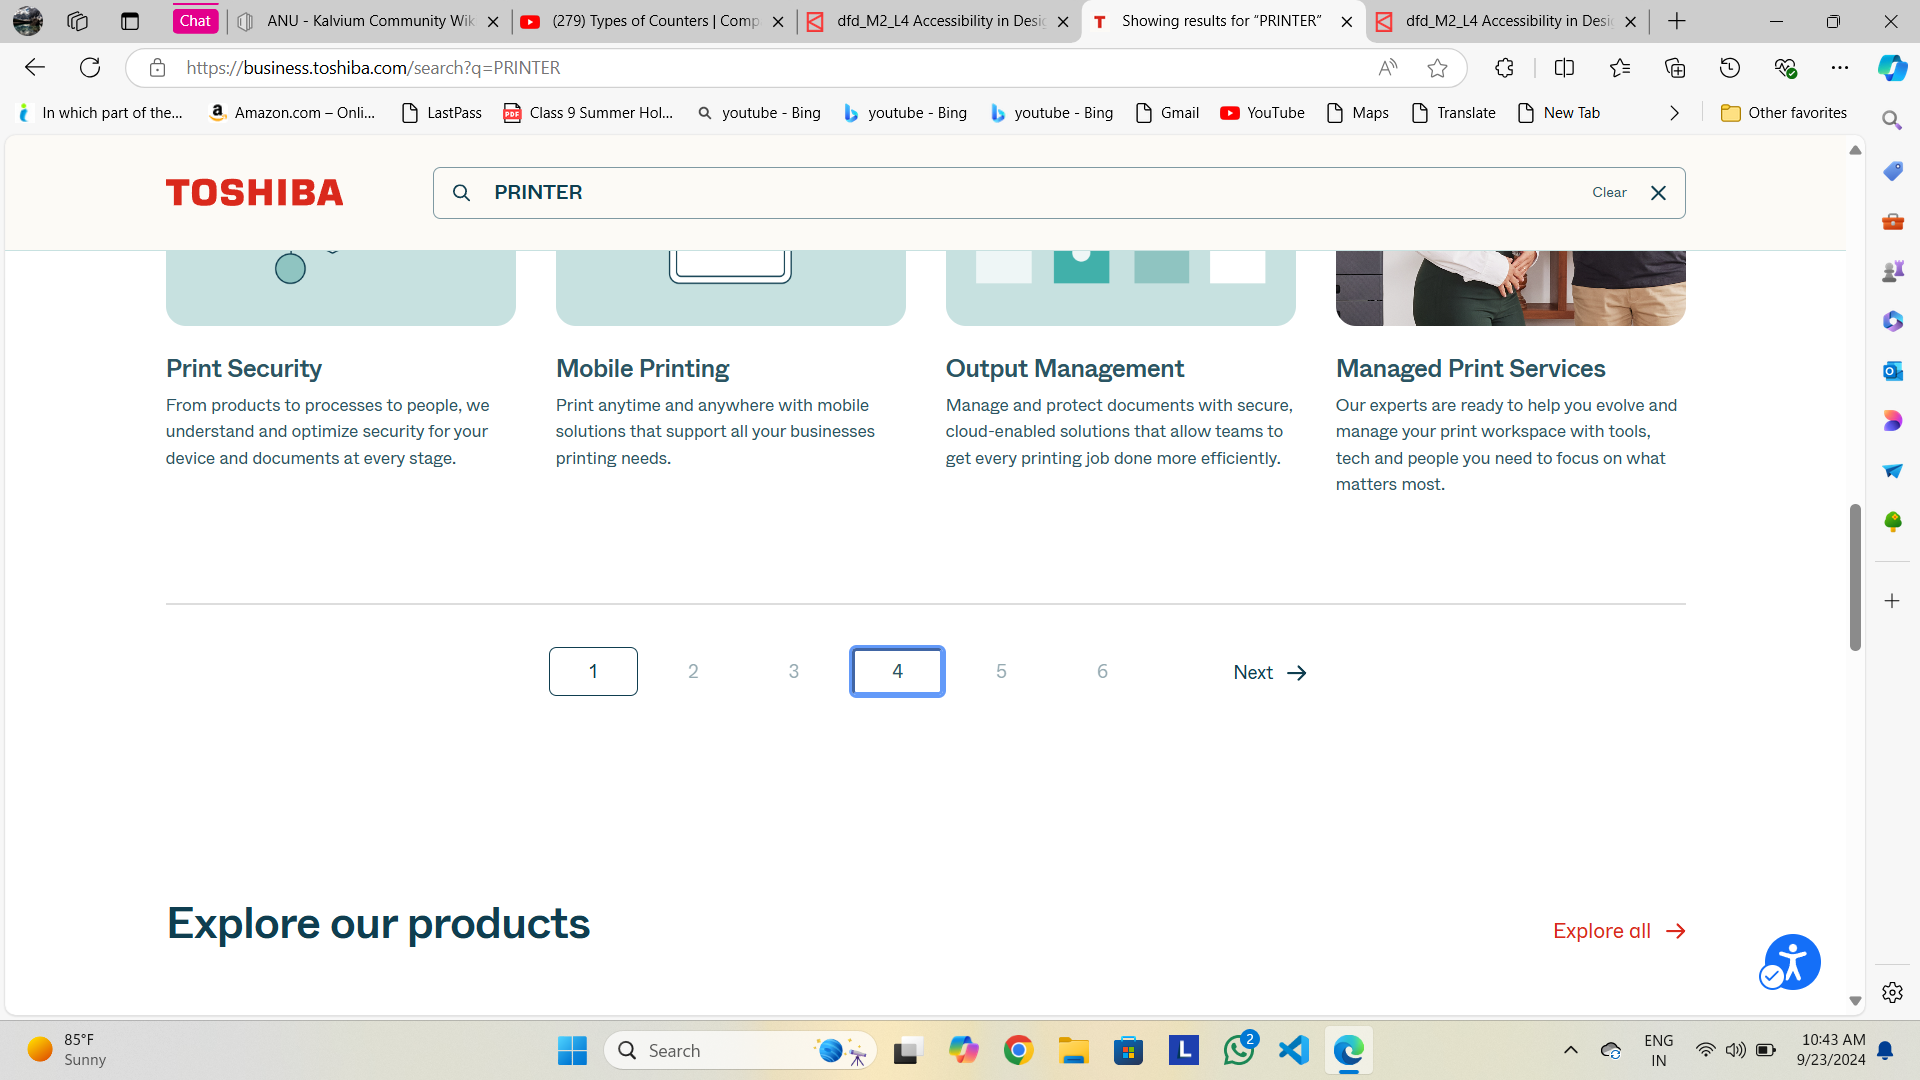 Chat
ANU - Kalvium Community Wik
(279) Types of Counters | Comp
dfd_M2_L4 Accessibility in Desig
Showing results for “PRINTER”
dfd_M2_L4 Accessibility in Desig
https://business.toshiba.com/search?q=PRINTER
In which part of the...
Amazon.com – Onli...
LastPass
Class 9 Summer Hol...
youtube - Bing
youtube - Bing
youtube - Bing
Gmail
YouTube
Maps
Translate
New Tab
Other favorites
TOSHIBA
PRINTER
Clear
Print Security
From products to processes to people, we
understand and optimize security for your
device and documents at every stage.
Mobile Printing
Print anytime and anywhere with mobile
solutions that support all your businesses
printing needs.
Output Management
Manage and protect documents with secure,
cloud-enabled solutions that allow teams to
get every printing job done more efficiently.
Managed Print Services
Our experts are ready to help you evolve and
manage your print workspace with tools,
tech and people you need to focus on what
matters most.
1 2 3 4 5 6 Next
Explore our products
Explore all
85°F
Sunny
Search
L
2
ENG
IN
10:43 AM
9/23/2024